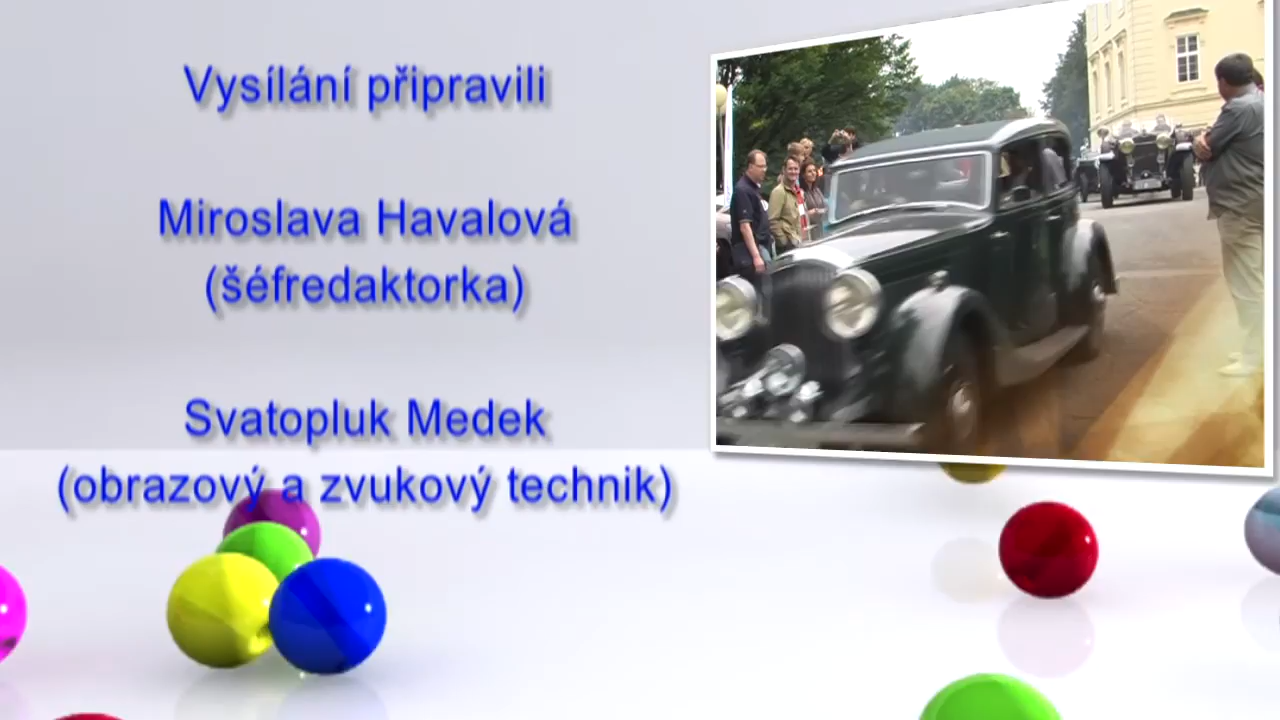 Vysílání připravili
Miroslava Havalová
(šéfredaktorka)
Svatopluk Medek
(obrazový a zvukový technik)